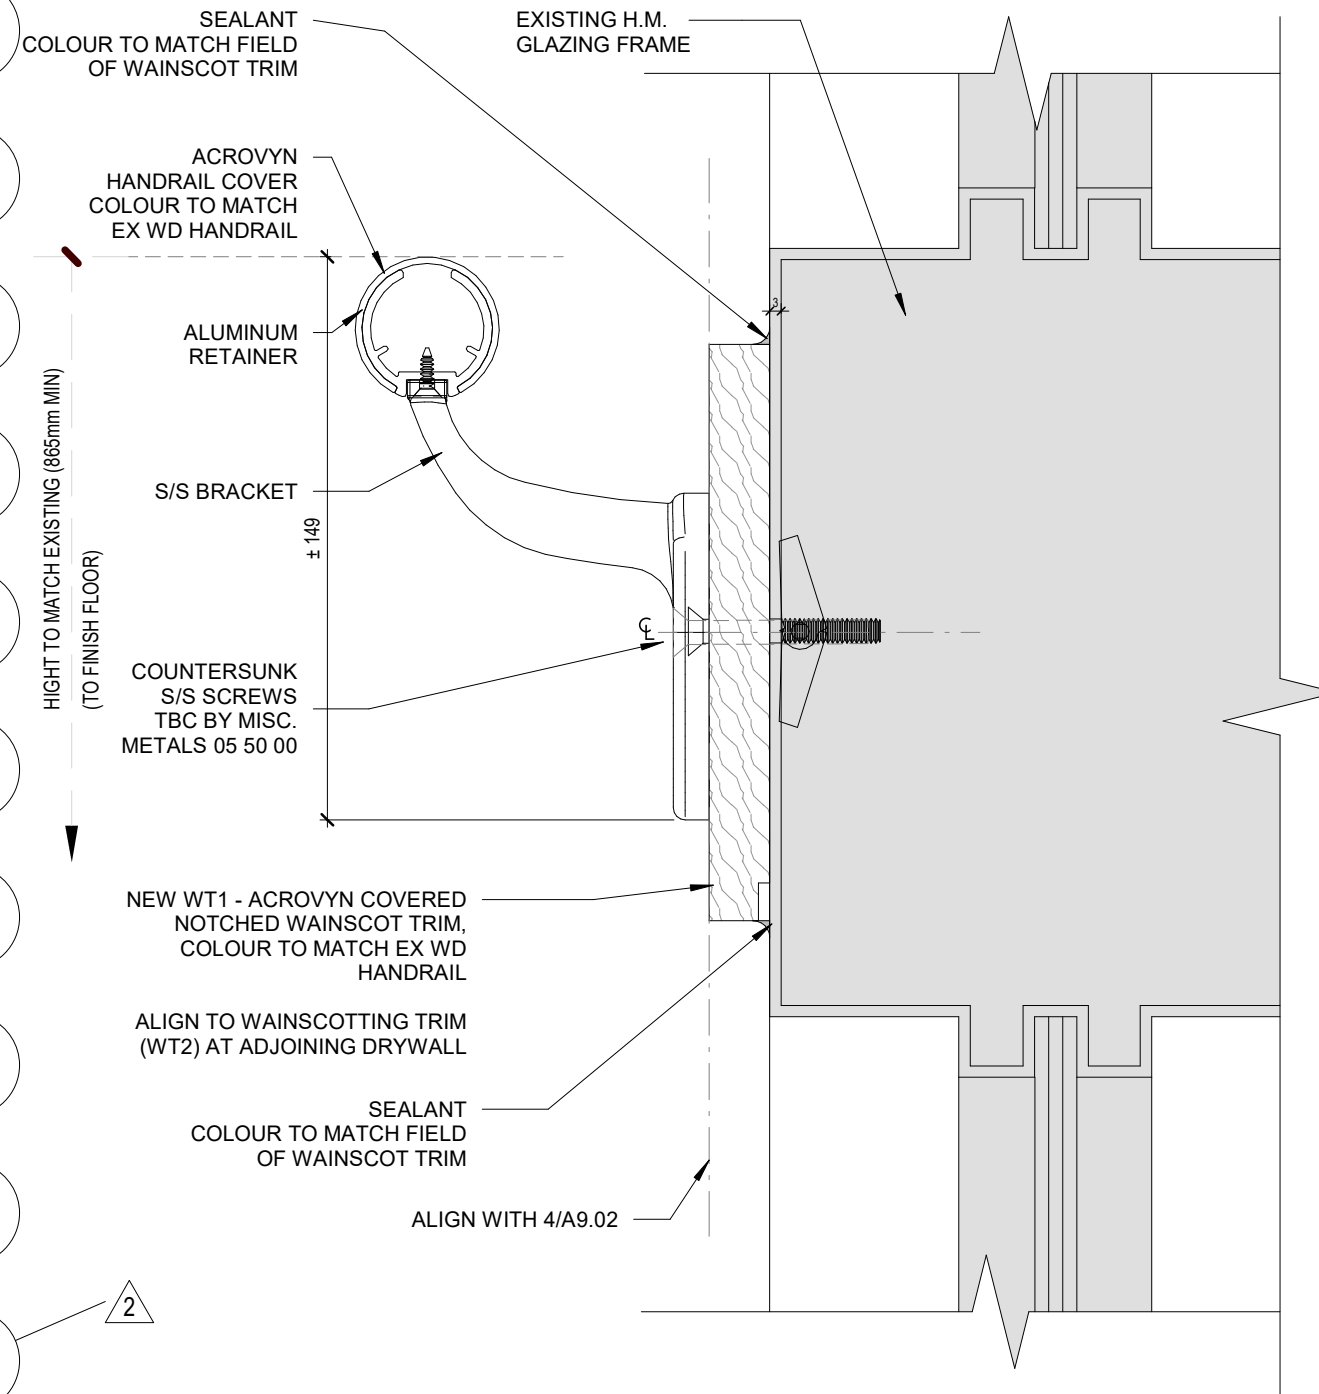 SEALANT
COLOUR TO MATCH FIELD
OF WAINSCOT TRIM
EXISTING H.M.
GLAZING FRAME
ACROVYN
HANDRAIL COVER
COLOUR TO MATCH
EX WD HANDRAIL
3
ALUMINUM
RETAINER
HIGHT TO MATCH EXISTING (865mm MIN)
(TO FINISH FLOOR)
S/S BRACKET
± 149
℄
COUNTERSUNK
S/S SCREWS
TBC BY MISC.
METALS 05 50 00
NEW WT1 - ACROVYN COVERED
NOTCHED WAINSCOT TRIM,
COLOUR TO MATCH EX WD
HANDRAIL
ALIGN TO WAINSCOTTING TRIM
(WT2) AT ADJOINING DRYWALL
SEALANT
COLOUR TO MATCH FIELD
OF WAINSCOT TRIM
ALIGN WITH 4/A9.02
2